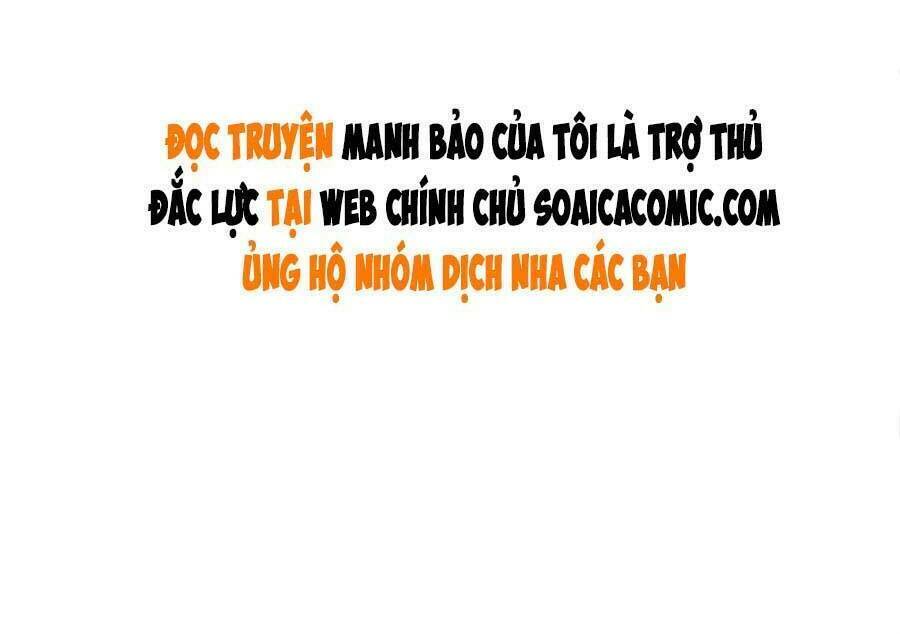 ĐỌC TRUYỆN MANH BẢO CỦA TÔI LÀ TRỢ THỦ
ĐẮC LỰC TẠI WEB CHÍNH CHỦ SOAICACOMIC.COM
ỦNG HỘ NHÓM DỊCH NHA CÁC BẠN